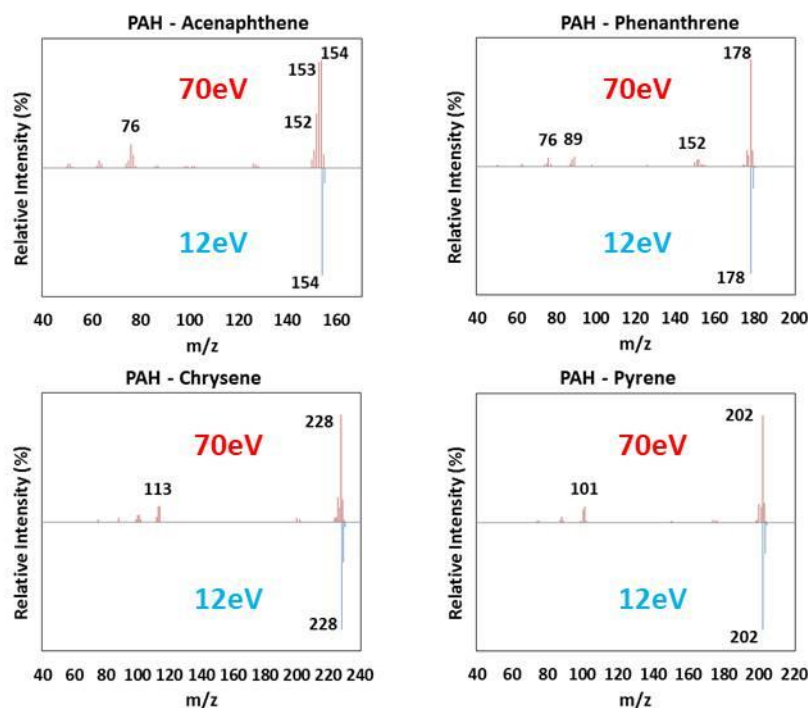 PAH - Acenaphthene
Relative Intensity (%)
70eV
12eV
76
152
153
154
154
40 60 80 100 120 140 160
m/z
PAH - Phenanthrene
Relative Intensity (%)
70eV
12eV
76 89
152
178
178
40 60 80 100 120 140 160 180 200
m/z
PAH - Chrysene
Relative Intensity (%)
70eV
12eV
113
228
228
40 60 80 100 120 140 160 180 200 220 240
m/z
PAH - Pyrene
Relative Intensity (%)
70eV
12eV
101
202
202
40 60 80 100 120 140 160 180 200 220
m/z